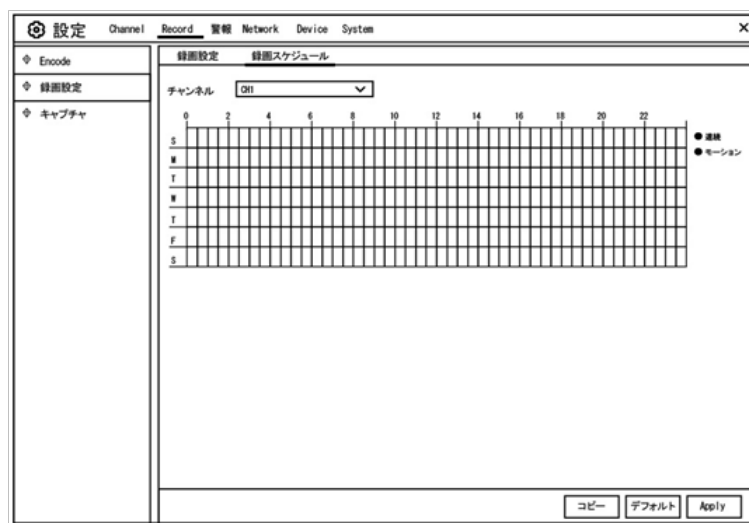 設定 Channel Record 警報 Network Device System ×
Encode
録画設定
キャプチャ
録画設定 録画スケジュール
チャンネル CH1
0 2 4 6 8 10 12 14 16 18 20 22
S
M
T
W
T
F
S
連続
モーション
コピー デフォルト Apply